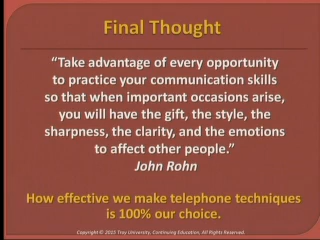 Final Thought
“Take advantage of every opportunity
to practice your communication skills
so that when important occasions arise,
you will have the gift, the style, the
sharpness, the clarity, and the emotions
to affect other people.”
John Rohn
How effective we make telephone techniques
is 100% our choice.
Copyright © 2015 Troy University, Continuing Education, All Rights Reserved.